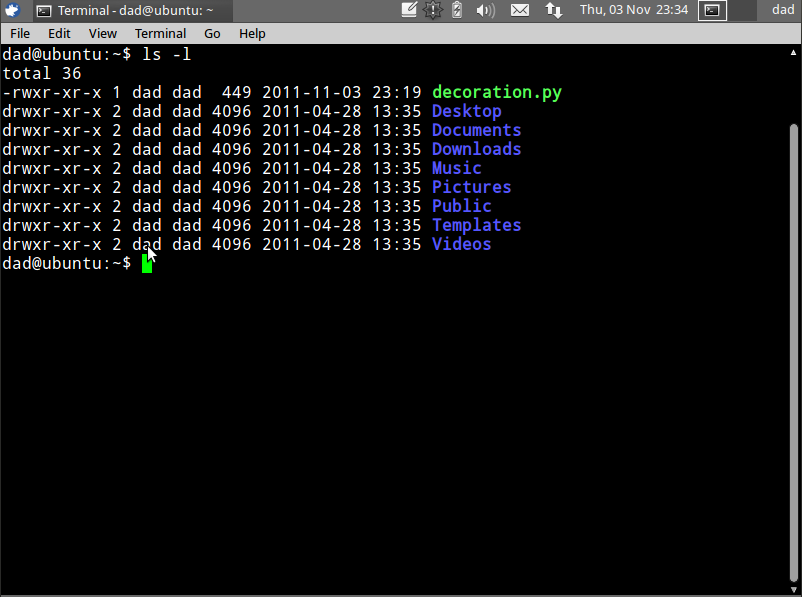 Terminal - dad@ubuntu: ~ Thu, 03 Nov 23:34 dad
File Edit View Terminal Go Help
dad@ubuntu:~$ ls -l
total 36
-rwxr-xr-x 1 dad dad  449 2011-11-03 23:19 decoration.py
drwxr-xr-x 2 dad dad 4096 2011-04-28 13:35 Desktop
drwxr-xr-x 2 dad dad 4096 2011-04-28 13:35 Documents
drwxr-xr-x 2 dad dad 4096 2011-04-28 13:35 Downloads
drwxr-xr-x 2 dad dad 4096 2011-04-28 13:35 Music
drwxr-xr-x 2 dad dad 4096 2011-04-28 13:35 Pictures
drwxr-xr-x 2 dad dad 4096 2011-04-28 13:35 Public
drwxr-xr-x 2 dad dad 4096 2011-04-28 13:35 Templates
drwxr-xr-x 2 dad dad 4096 2011-04-28 13:35 Videos
dad@ubuntu:~$